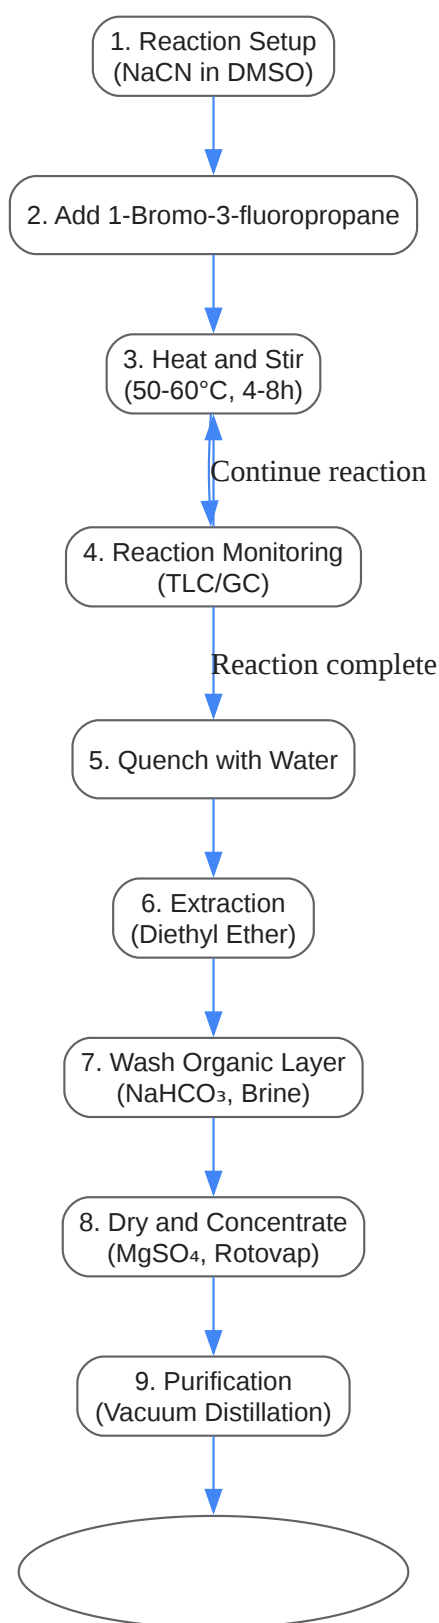 1. Reaction Setup
(NaCN in DMSO)
2. Add 1-Bromo-3-fluoropropane
3. Heat and Stir
(50-60°C, 4-8h)
Continue reaction
4. Reaction Monitoring
(TLC/GC)
Reaction complete
5. Quench with Water
6. Extraction
(Diethyl Ether)
7. Wash Organic Layer
(NaHCO₃, Brine)
8. Dry and Concentrate
(MgSO₄, Rotovap)
9. Purification
(Vacuum Distillation)